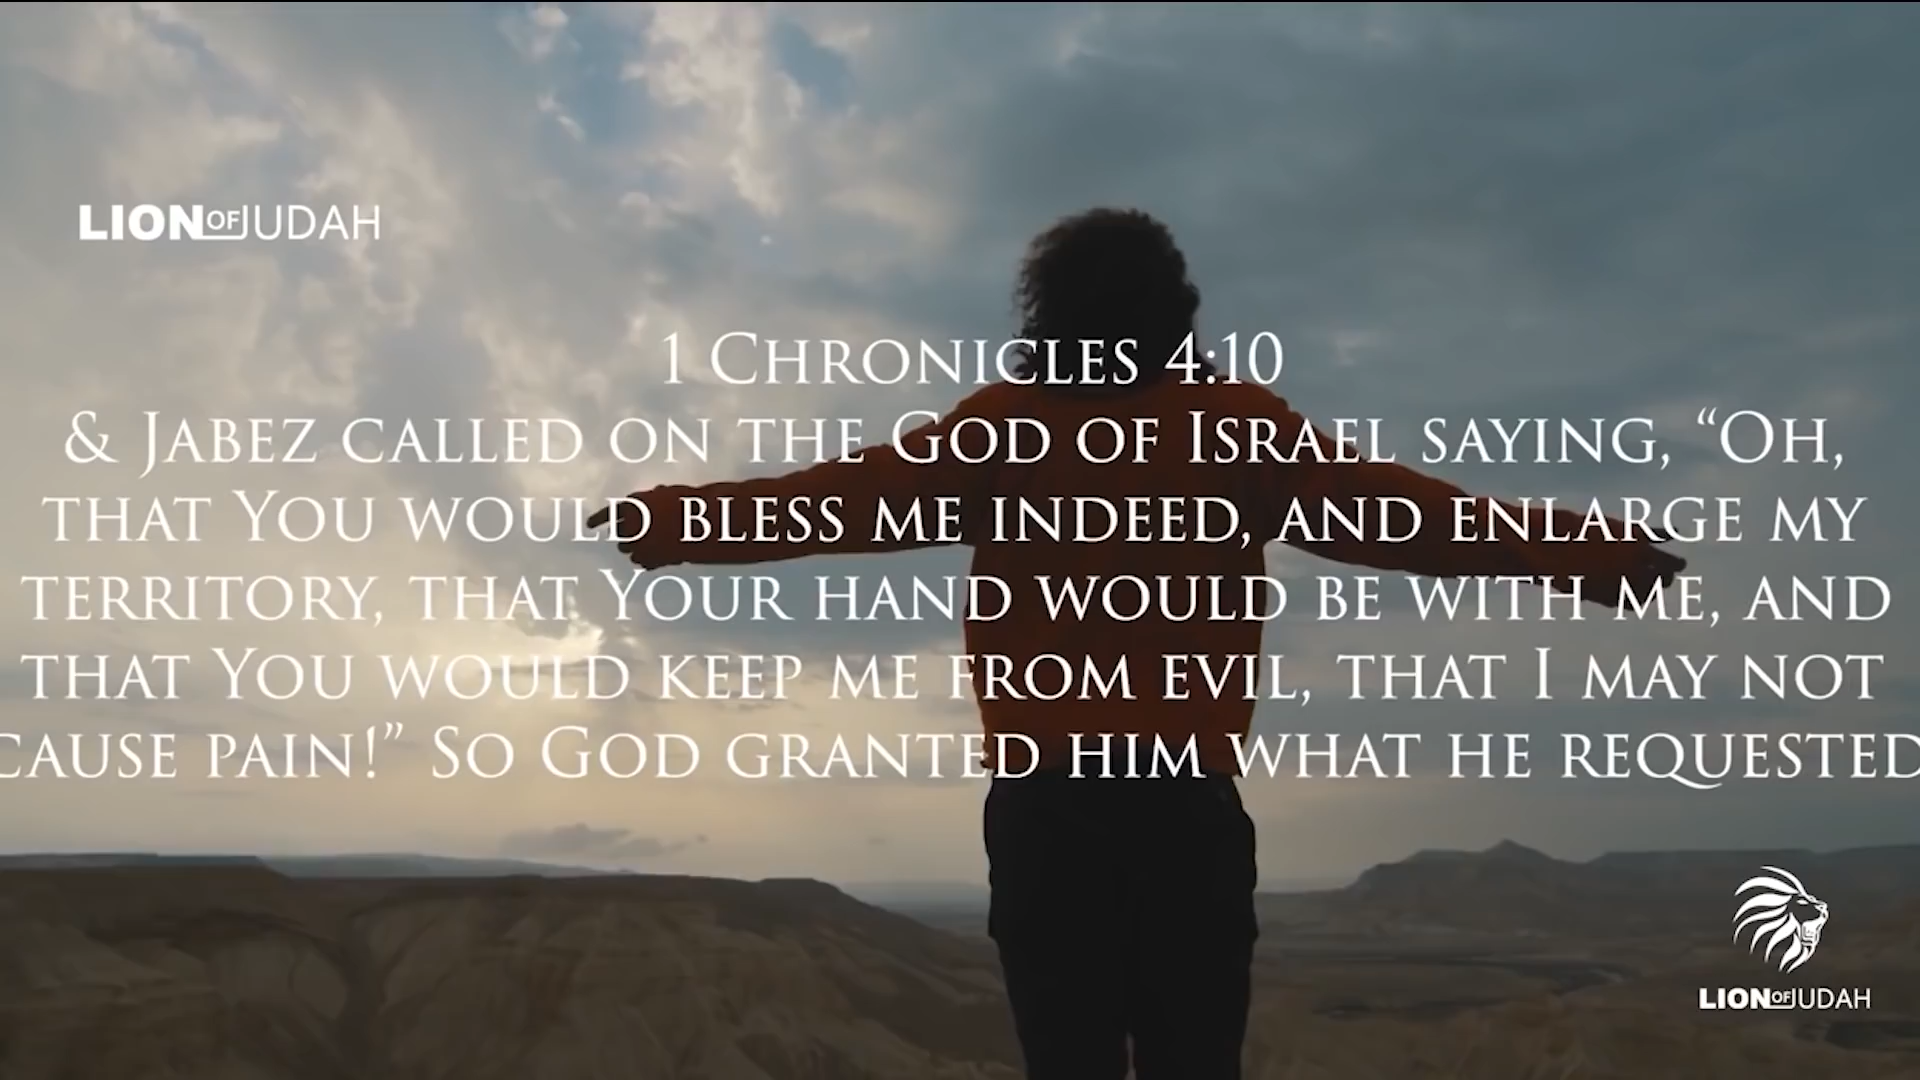 LION OF JUDAH
1 Chronicles 4:10
& Jabez called on the God of Israel saying, “Oh,
that You would bless me indeed, and enlarge my
territory, that Your hand would be with me, and
that You would keep me from evil, that I may not
cause pain!” So God granted him what he requested
LION OF JUDAH